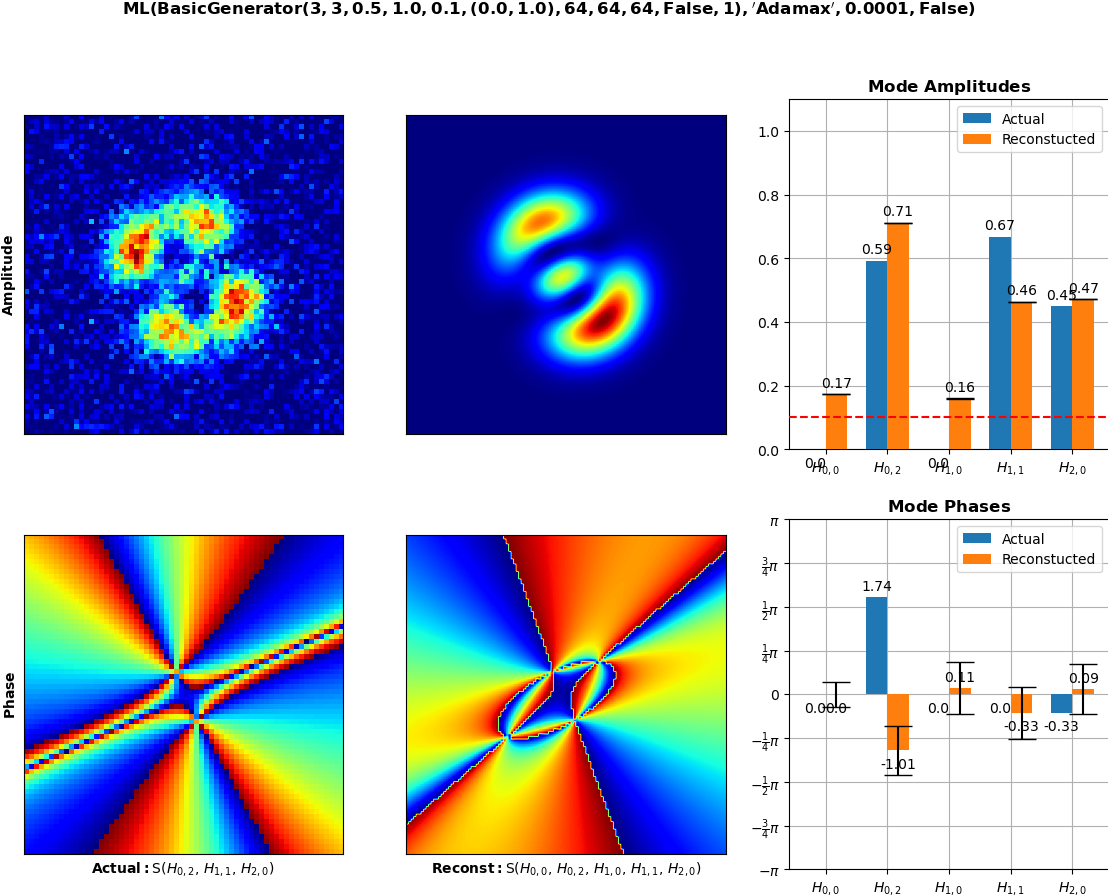 ML(BasicGenerator(3, 3, 0.5, 1.0, 0.1, (0.0, 1.0), 64, 64, 64, False, 1), ′Adamax′, 0.0001, False)
Mode Amplitudes
Amplitude
1.0
0.8
0.6
0.4
0.2
0.0
Actual
Reconstucted
0.0
0.17
0.59
0.71
0.0
0.16
0.67
0.46
0.45
0.47
H0,0
H0,2
H1,0
H1,1
H2,0
Mode Phases
Phase
π
3/4π
1/2π
1/4π
0
−1/4π
−1/2π
−3/4π
−π
Actual
Reconstucted
0.0
0.0
1.74
-1.01
0.0
0.11
0.0
-0.33
-0.33
0.09
H0,0
H0,2
H1,0
H1,1
H2,0
Actual: S(H0,2, H1,1, H2,0)
Reconst: S(H0,0, H0,2, H1,0, H1,1, H2,0)